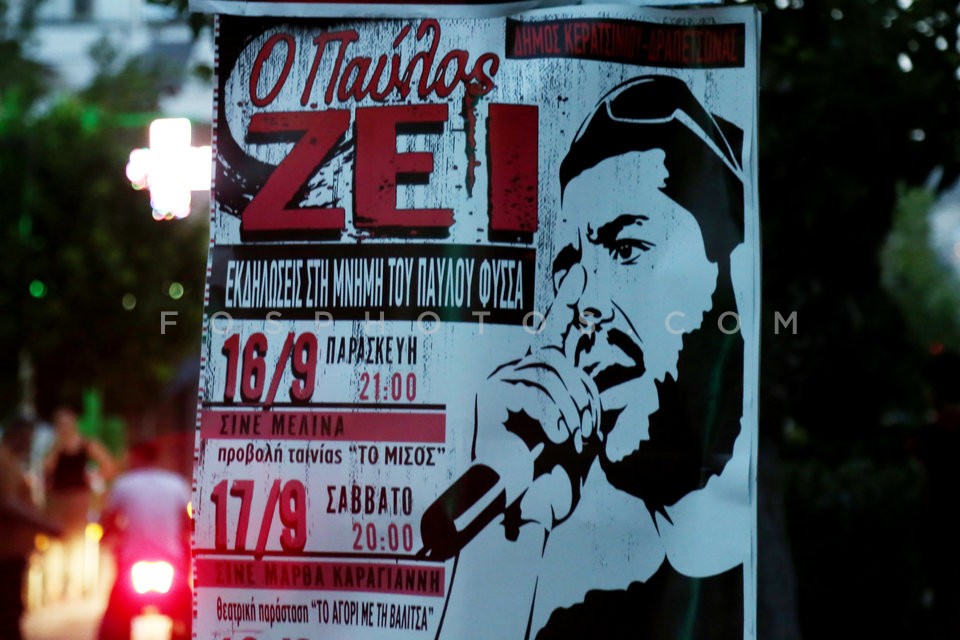 Ο Παύλος
ΔΗΜΟΣ ΚΕΡΑΤΣΙΝΙΟΥ-ΔΡΑΠΕΤΣΩΝΑΣ
ΖΕΙ
ΕΚΔΗΛΩΣΕΙΣ ΣΤΗ ΜΝΗΜΗ ΤΟΥ ΠΑΥΛΟΥ ΦΥΣΣΑ
FOSPHOTOS.COM
16/9 ΠΑΡΑΣΚΕΥΗ
21:00
ΣΙΝΕ ΜΕΛΙΝΑ
προβολή ταινίας "ΤΟ ΜΙΣΟΣ"
17/9 ΣΑΒΒΑΤΟ
20:00
ΣΙΝΕ ΜΑΡΘΑ ΚΑΡΑΓΙΑΝΝΗ
Θεατρική παράσταση "ΤΟ ΑΓΟΡΙ ΜΕ ΤΗ ΒΑΛΙΤΣΑ"